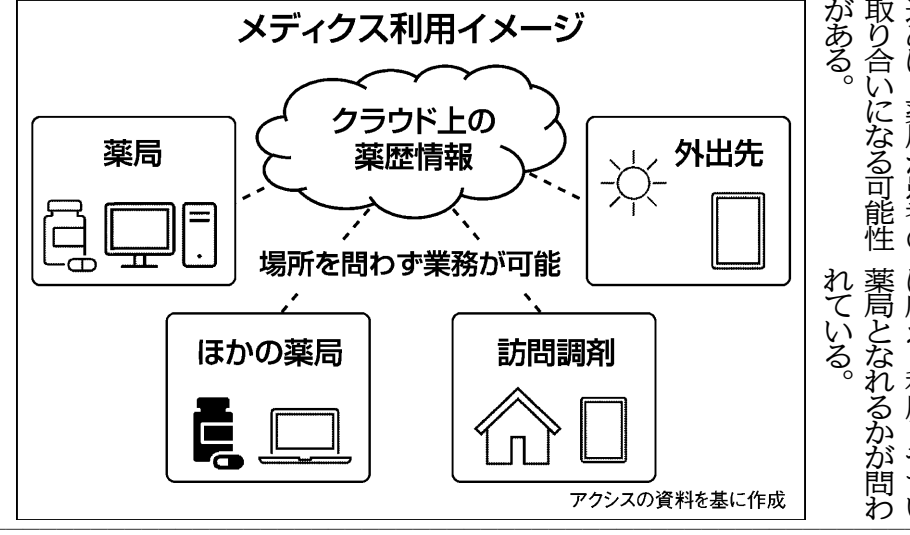 メディクス利用イメージ
クラウド上の
薬歴情報
薬局
外出先
場所を問わず業務が可能
ほかの薬局
訪問調剤
アクシスの資料を基に作成
取り合いになる可能性
がある。
薬局となれるかが問わ
れている。